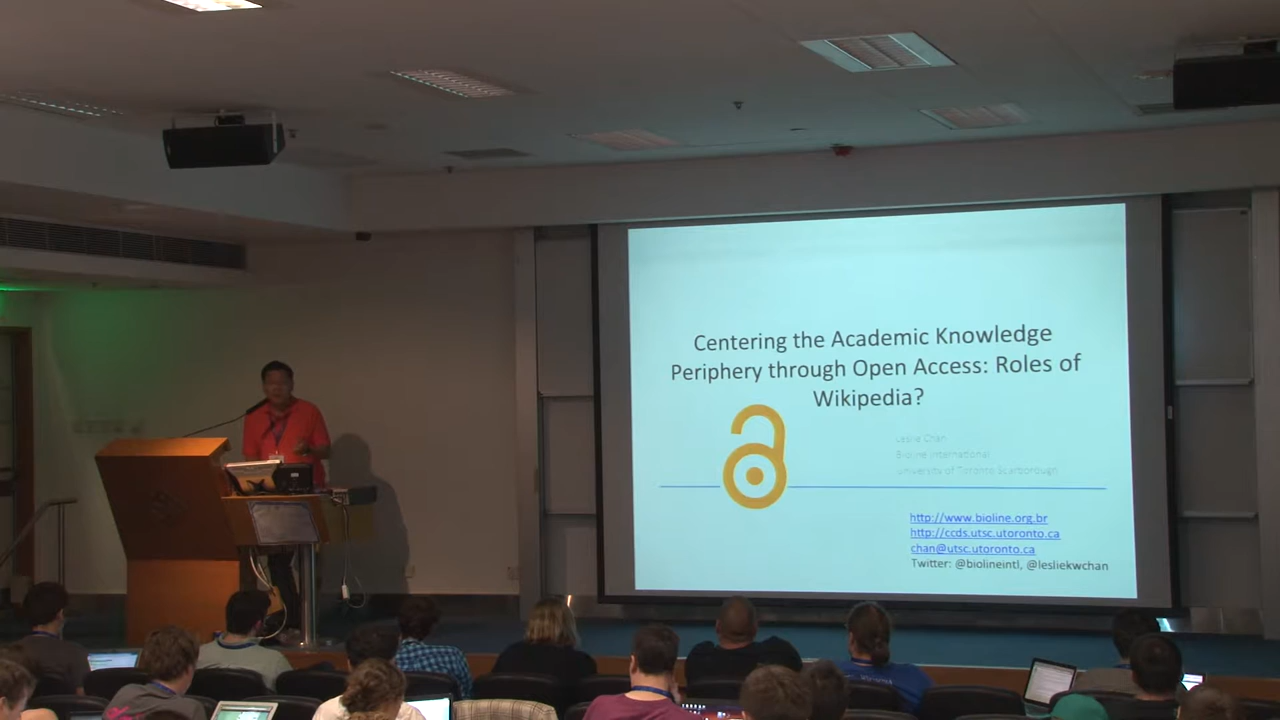 Centering the Academic Knowledge
Periphery through Open Access: Roles of
Wikipedia?
Leslie Chan
Bioline International
University of Toronto Scarborough
http://www.bioline.org.br
http://ccds.utsc.utoronto.ca
chan@utsc.utoronto.ca
Twitter: @biolineintl, @lesliekwchan